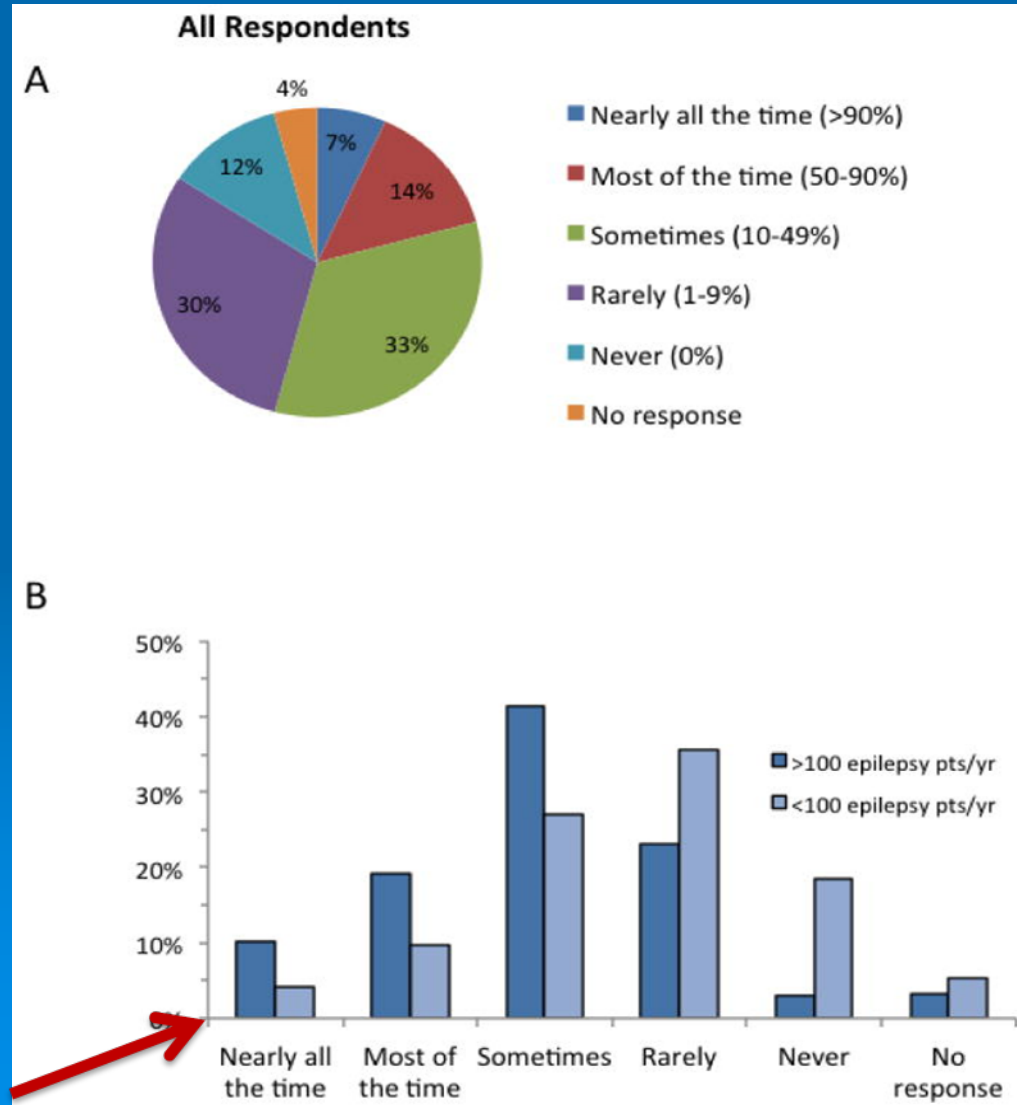 All Respondents
A
4%
7%
12%
14%
30%
33%
Nearly all the time (>90%)
Most of the time (50-90%)
Sometimes (10-49%)
Rarely (1-9%)
Never (0%)
No response
B
50%
40%
30%
20%
10%
0%
>100 epilepsy pts/yr
<100 epilepsy pts/yr
Nearly all
the time
Most of
the time
Sometimes
Rarely
Never
No
response